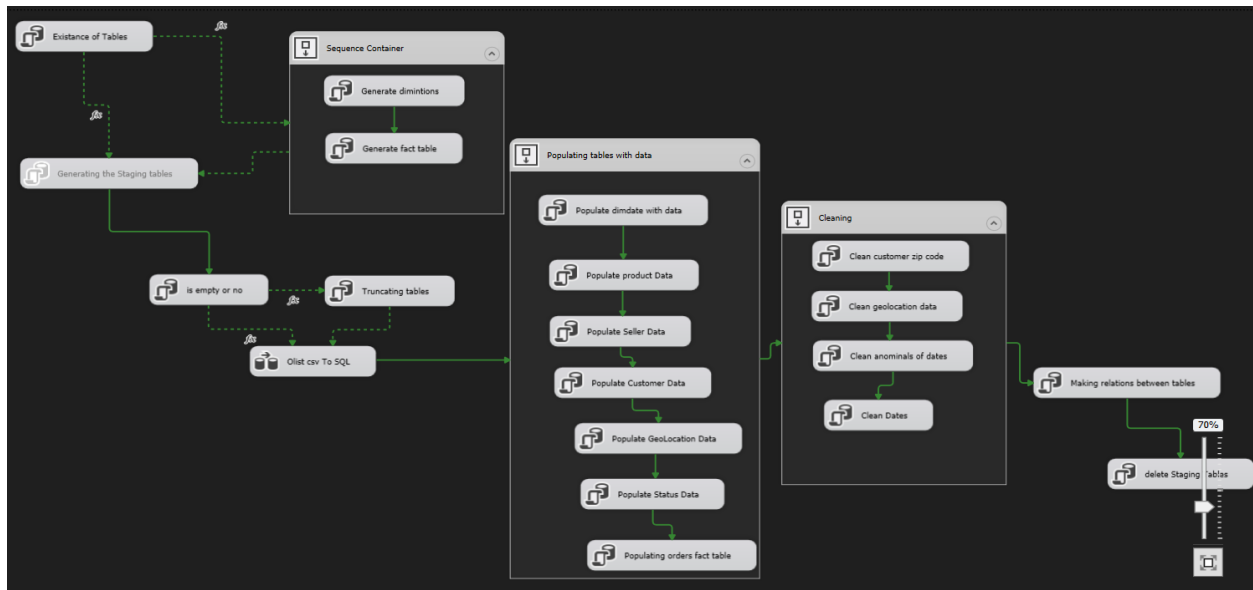 Existance of Tables
fx
fx
Generating the Staging tables
Sequence Container
Generate dimintions
Generate fact table
is empty or no
fx
Truncating tables
fx
Olist csv To SQL
Populating tables with data
Populate dimdate with data
Populate product Data
Populate Seller Data
Populate Customer Data
Populate GeoLocation Data
Populate Status Data
Populating orders fact table
Cleaning
Clean customer zip code
Clean geolocation data
Clean anominals of dates
Clean Dates
Making relations between tables
70%
delete Staging Tablas